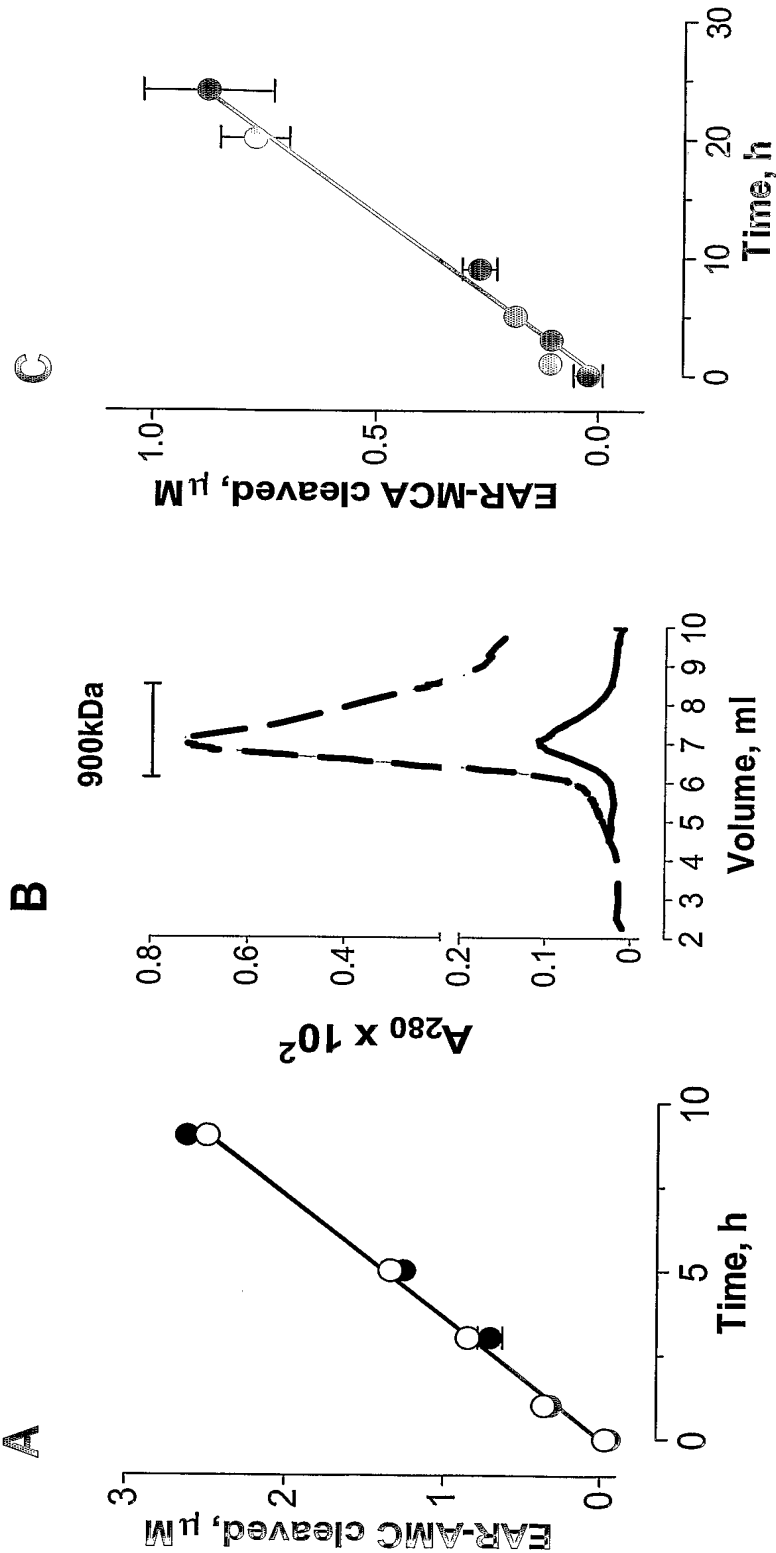 A
EAR-AMC cleaved, μM
3
2
1
0
0
5
10
Time, h
B
900kDa
A280 x 10²
0.8
0.6
0.4
0.2
0.1
0
2 3 4 5 6 7 8 9 10
Volume, ml
C
EAR-MCA cleaved, μM
1.0
0.5
0.0
0
10
20
30
Time, h